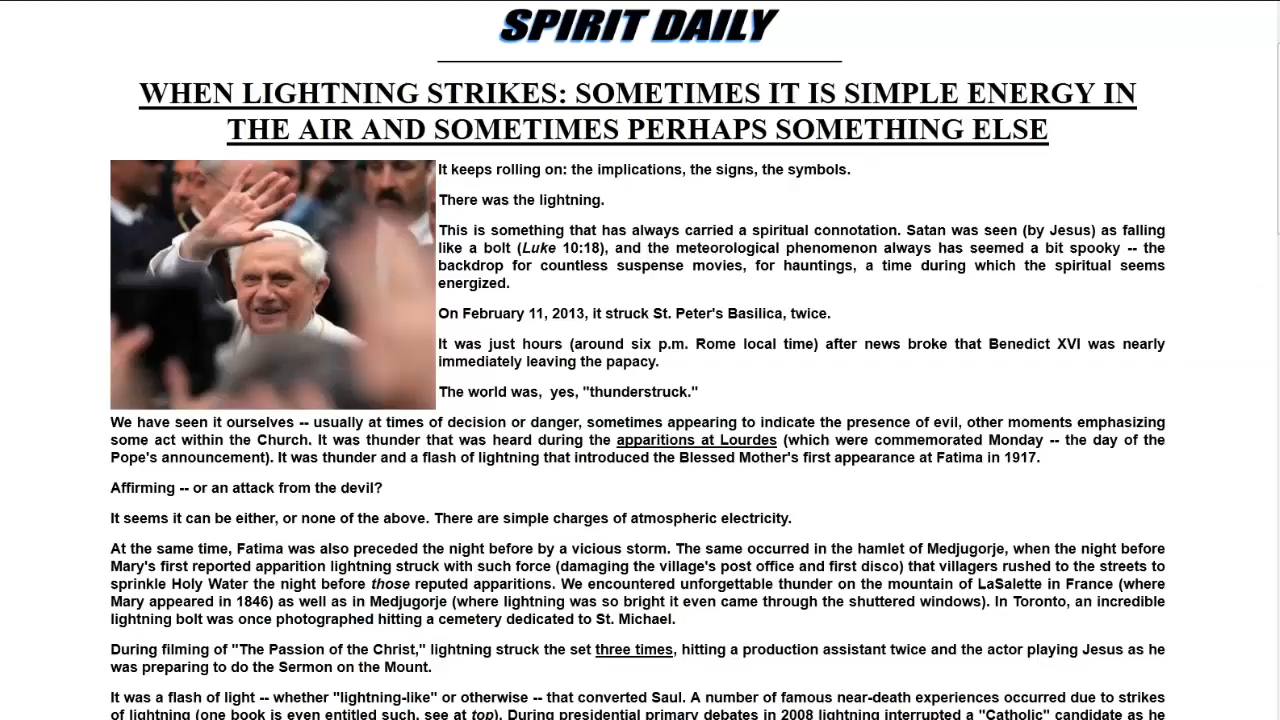 SPIRIT DAILY
WHEN LIGHTNING STRIKES: SOMETIMES IT IS SIMPLE ENERGY IN
THE AIR AND SOMETIMES PERHAPS SOMETHING ELSE
It keeps rolling on: the implications, the signs, the symbols.
There was the lightning.
This is something that has always carried a spiritual connotation. Satan was seen (by Jesus) as falling
like a bolt (Luke 10:18), and the meteorological phenomenon always has seemed a bit spooky -- the
backdrop for countless suspense movies, for hauntings, a time during which the spiritual seems
energized.
On February 11, 2013, it struck St. Peter's Basilica, twice.
It was just hours (around six p.m. Rome local time) after news broke that Benedict XVI was nearly
immediately leaving the papacy.
The world was, yes, "thunderstruck."
We have seen it ourselves -- usually at times of decision or danger, sometimes appearing to indicate the presence of evil, other moments emphasizing
some act within the Church. It was thunder that was heard during the apparitions at Lourdes (which were commemorated Monday -- the day of the
Pope's announcement). It was thunder and a flash of lightning that introduced the Blessed Mother's first appearance at Fatima in 1917.
Affirming -- or an attack from the devil?
It seems it can be either, or none of the above. There are simple charges of atmospheric electricity.
At the same time, Fatima was also preceded the night before by a vicious storm. The same occurred in the hamlet of Medjugorje, when the night before
Mary's first reported apparition lightning struck with such force (damaging the village's post office and first disco) that villagers rushed to the streets to
sprinkle Holy Water the night before those reputed apparitions. We encountered unforgettable thunder on the mountain of LaSalette in France (where
Mary appeared in 1846) as well as in Medjugorje (where lightning was so bright it even came through the shuttered windows). In Toronto, an incredible
lightning bolt was once photographed hitting a cemetery dedicated to St. Michael.
During filming of "The Passion of the Christ," lightning struck the set three times, hitting a production assistant twice and the actor playing Jesus as he
was preparing to do the Sermon on the Mount.
It was a flash of light -- whether "lightning-like" or otherwise -- that converted Saul. A number of famous near-death experiences occurred due to strikes
of lightning (one book is even entitled such, see at top). During presidential primary debates in 2008 lightning interrupted a "Catholic" candidate as he